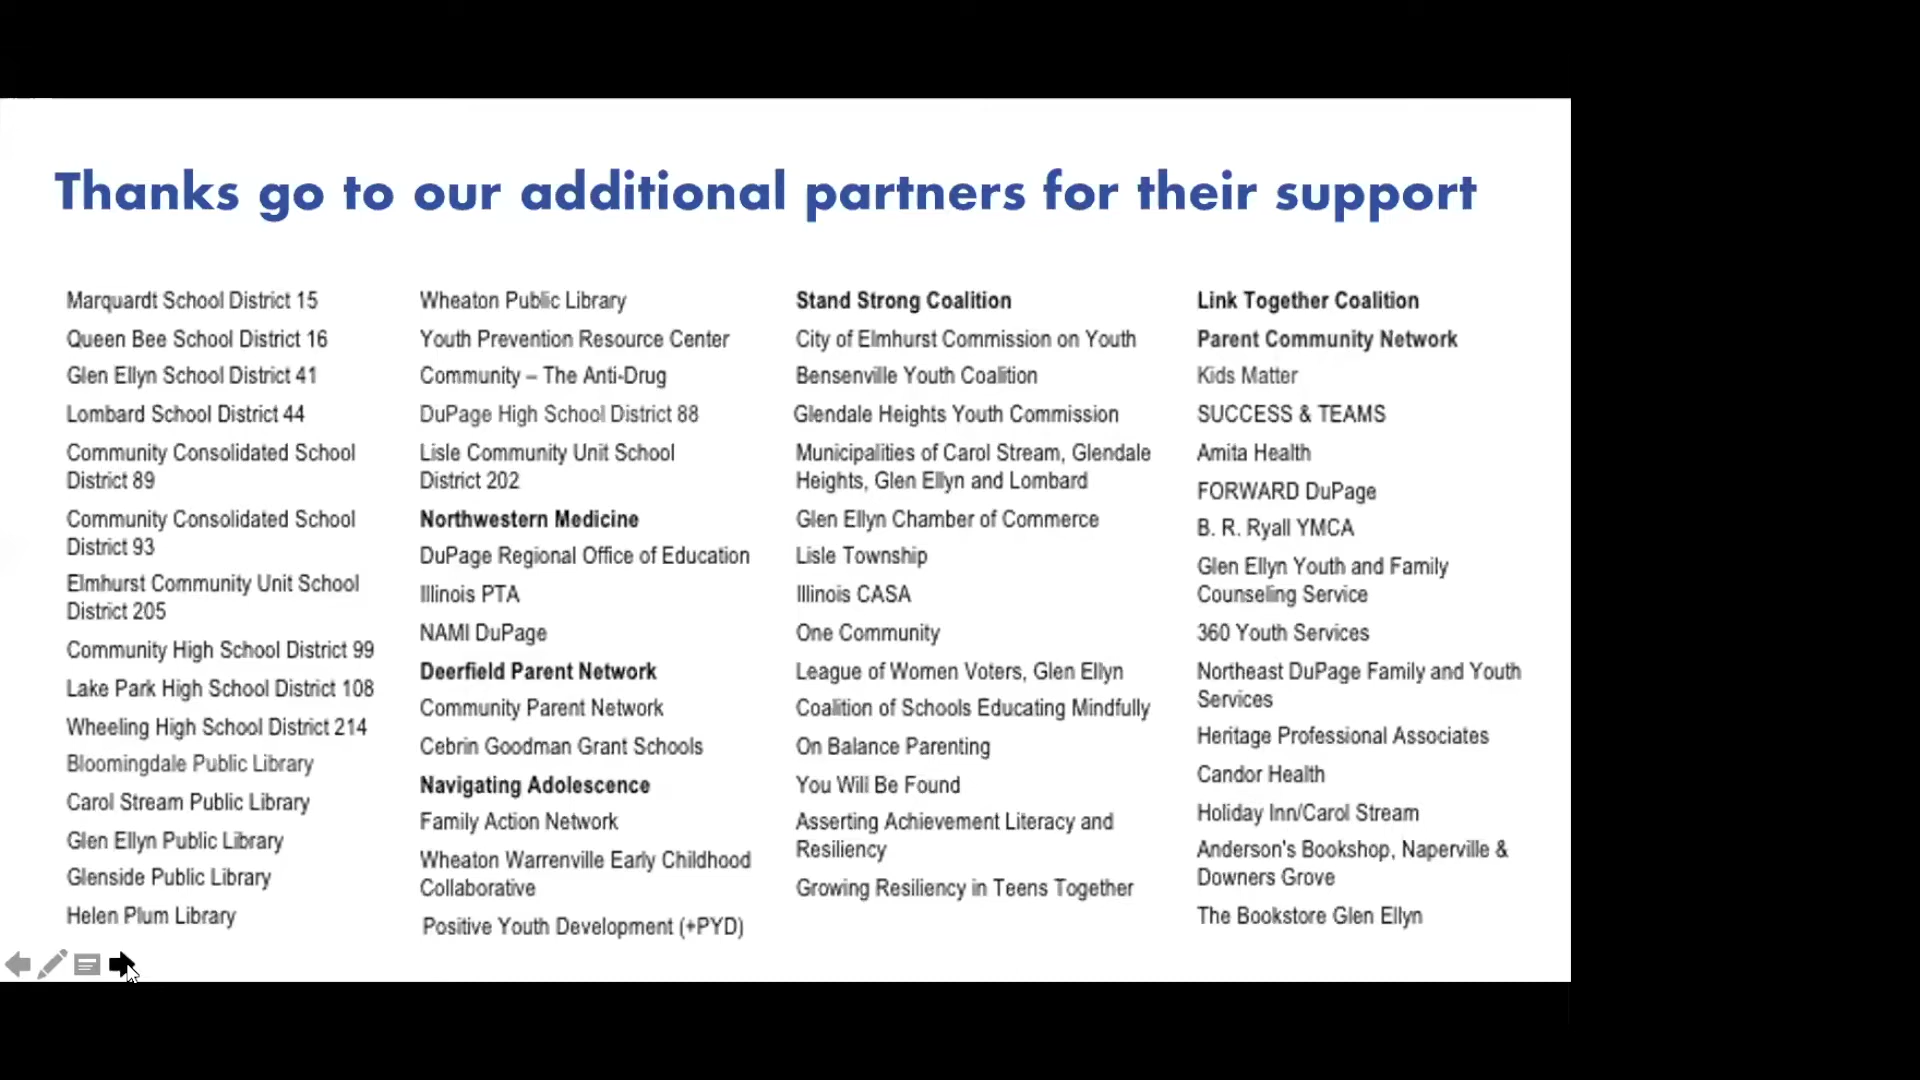 Thanks go to our additional partners for their support
Marquardt School District 15
Queen Bee School District 16
Glen Ellyn School District 41
Lombard School District 44
Community Consolidated School
District 89
Community Consolidated School
District 93
Elmhurst Community Unit School
District 205
Community High School District 99
Lake Park High School District 108
Wheeling High School District 214
Bloomingdale Public Library
Carol Stream Public Library
Glen Ellyn Public Library
Glenside Public Library
Helen Plum Library
Wheaton Public Library
Youth Prevention Resource Center
Community – The Anti-Drug
DuPage High School District 88
Lisle Community Unit School
District 202
Northwestern Medicine
DuPage Regional Office of Education
Illinois PTA
NAMI DuPage
Deerfield Parent Network
Community Parent Network
Cebrin Goodman Grant Schools
Navigating Adolescence
Family Action Network
Wheaton Warrenville Early Childhood
Collaborative
Positive Youth Development (+PYD)
Stand Strong Coalition
City of Elmhurst Commission on Youth
Bensenville Youth Coalition
Glendale Heights Youth Commission
Municipalities of Carol Stream, Glendale
Heights, Glen Ellyn and Lombard
Glen Ellyn Chamber of Commerce
Lisle Township
Illinois CASA
One Community
League of Women Voters, Glen Ellyn
Coalition of Schools Educating Mindfully
On Balance Parenting
You Will Be Found
Asserting Achievement Literacy and
Resiliency
Growing Resiliency in Teens Together
Link Together Coalition
Parent Community Network
Kids Matter
SUCCESS & TEAMS
Amita Health
FORWARD DuPage
B. R. Ryall YMCA
Glen Ellyn Youth and Family
Counseling Service
360 Youth Services
Northeast DuPage Family and Youth
Services
Heritage Professional Associates
Candor Health
Holiday Inn/Carol Stream
Anderson's Bookshop, Naperville &
Downers Grove
The Bookstore Glen Ellyn